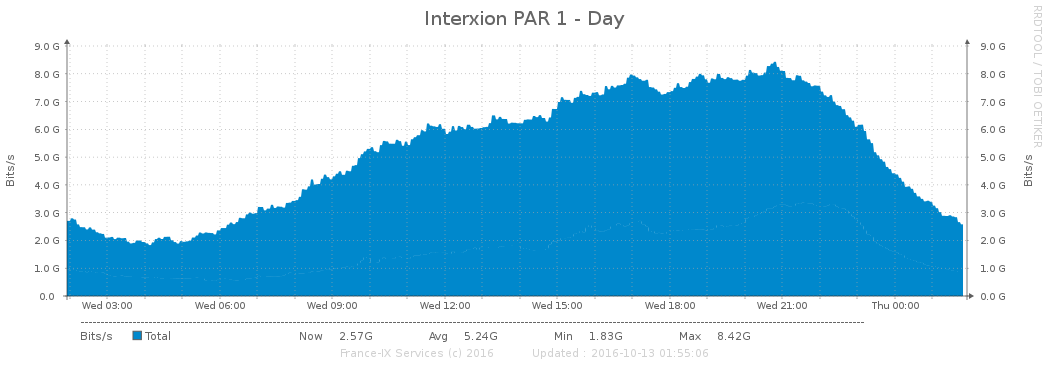 Interxion PAR 1 - Day
RRDTOOL / TOBI OETIKER
Bits/s
9.0 G 9.0 G
8.0 G 8.0 G
7.0 G 7.0 G
6.0 G 6.0 G
5.0 G 5.0 G
4.0 G 4.0 G
3.0 G 3.0 G
2.0 G 2.0 G
1.0 G 1.0 G
0.0 0.0 G
Bits/s
Wed 03:00 Wed 06:00 Wed 09:00 Wed 12:00 Wed 15:00 Wed 18:00 Wed 21:00 Thu 00:00
Bits/s Total Now 2.57G Avg 5.24G Min 1.83G Max 8.42G
France-IX Services (c) 2016 Updated : 2016-10-13 01:55:06